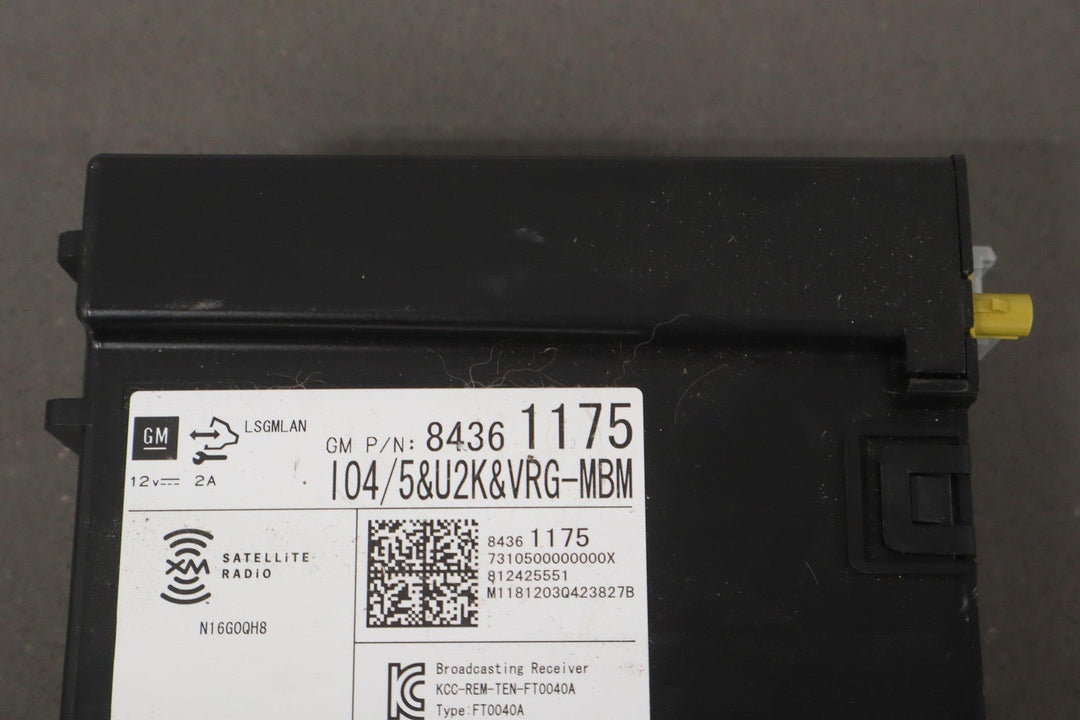 GM
LSGMLAN
GM P/N: 8436 1175
12v⎓ 2A
IO4/5&U2K&VRG-MBM
XM SATELLiTE
RADiO
N16G0QH8
8436 1175
7310500000000X
812425551
M1181203Q423827B
Broadcasting Receiver
KCC-REM-TEN-FT0040A
Type:FT0040A